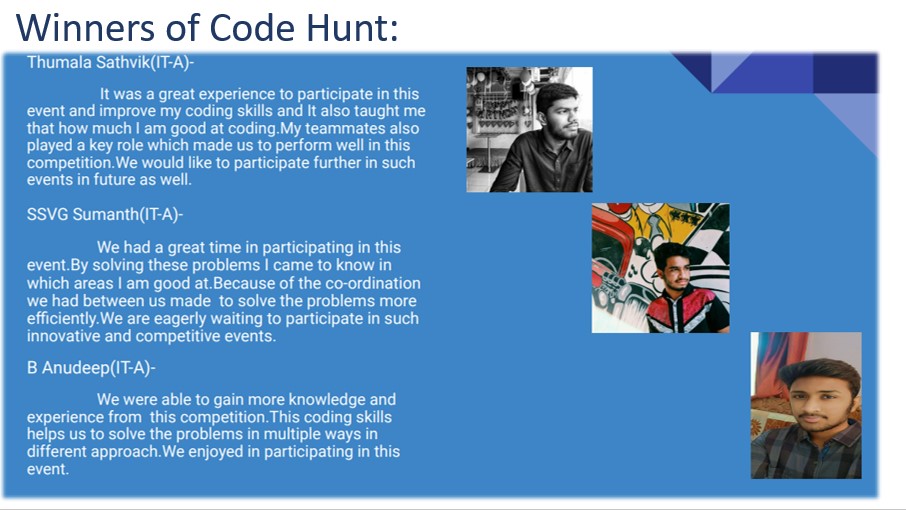 Winners of Code Hunt:
Thumala Sathvik(IT-A)-
It was a great experience to participate in this
event and improve my coding skills and It also taught me
that how much I am good at coding.My teammates also
played a key role which made us to perform well in this
competition.We would like to participate further in such
events in future as well.
SSVG Sumanth(IT-A)-
We had a great time in participating in this
event.By solving these problems I came to know in
which areas I am good at.Because of the co-ordination
we had between us made  to solve the problems more
efficiently.We are eagerly waiting to participate in such
innovative and competitive events.
B Anudeep(IT-A)-
We were able to gain more knowledge and
experience from  this competition.This coding skills
helps us to solve the problems in multiple ways in
different approach.We enjoyed in participating in this
event.